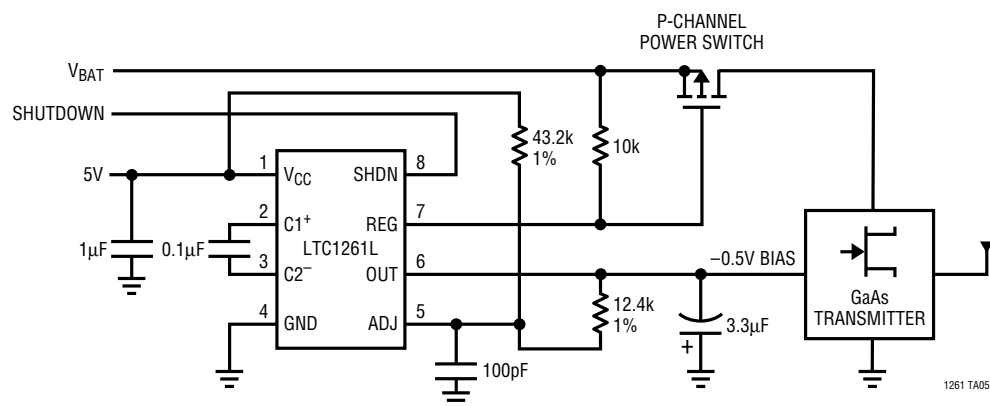 P-CHANNEL
POWER SWITCH
VBAT
SHUTDOWN
43.2k
1%
10k
5V
1
VCC
SHDN
8
2
C1+
REG
7
LTC1261L
1µF
0.1µF
3
C2–
OUT
6
–0.5V BIAS
4
GND
ADJ
5
12.4k
1%
3.3µF
+
100pF
GaAs
TRANSMITTER
1261 TA05